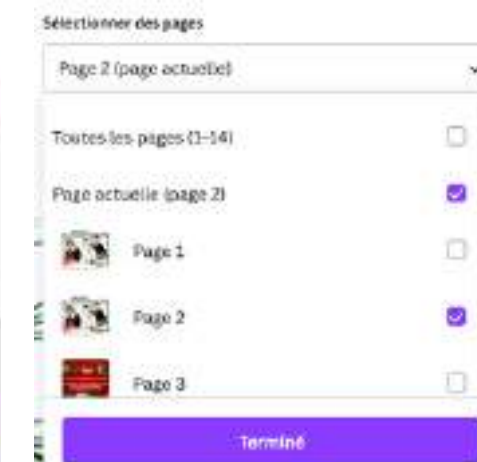 Sélectionner des pages
Page 2 (page actuelle)
Toutes les pages (1-14)
Page actuelle (page 2)
Page 1
Page 2
Page 3
Terminé